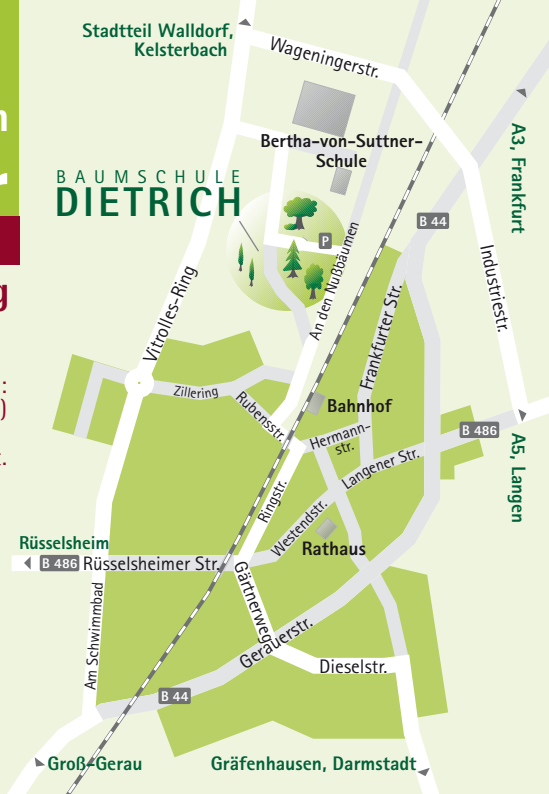 Stadtteil Walldorf,
Kelsterbach
Wageningerstr.
n
r
Bertha-von-Suttner-
Schule
A3, Frankfurt
BAUMSCHULE
DIETRICH
B 44
P
An den Nußbäumen
Industriestr.
Vitrolles-Ring
g
Frankfurter Str.
:
)
Zillering
Rubensstr.
Bahnhof
Hermann-
str.
B 486
Langener Str.
A5, Langen
t.
Ringstr.
Westendstr.
Rathaus
Rüsselsheim
B 486 Rüsselsheimer Str.
Gärtnerweg
Am Schwimmbad
Gerauerstr.
Dieselstr.
B 44
Groß-Gerau
Gräfenhausen, Darmstadt